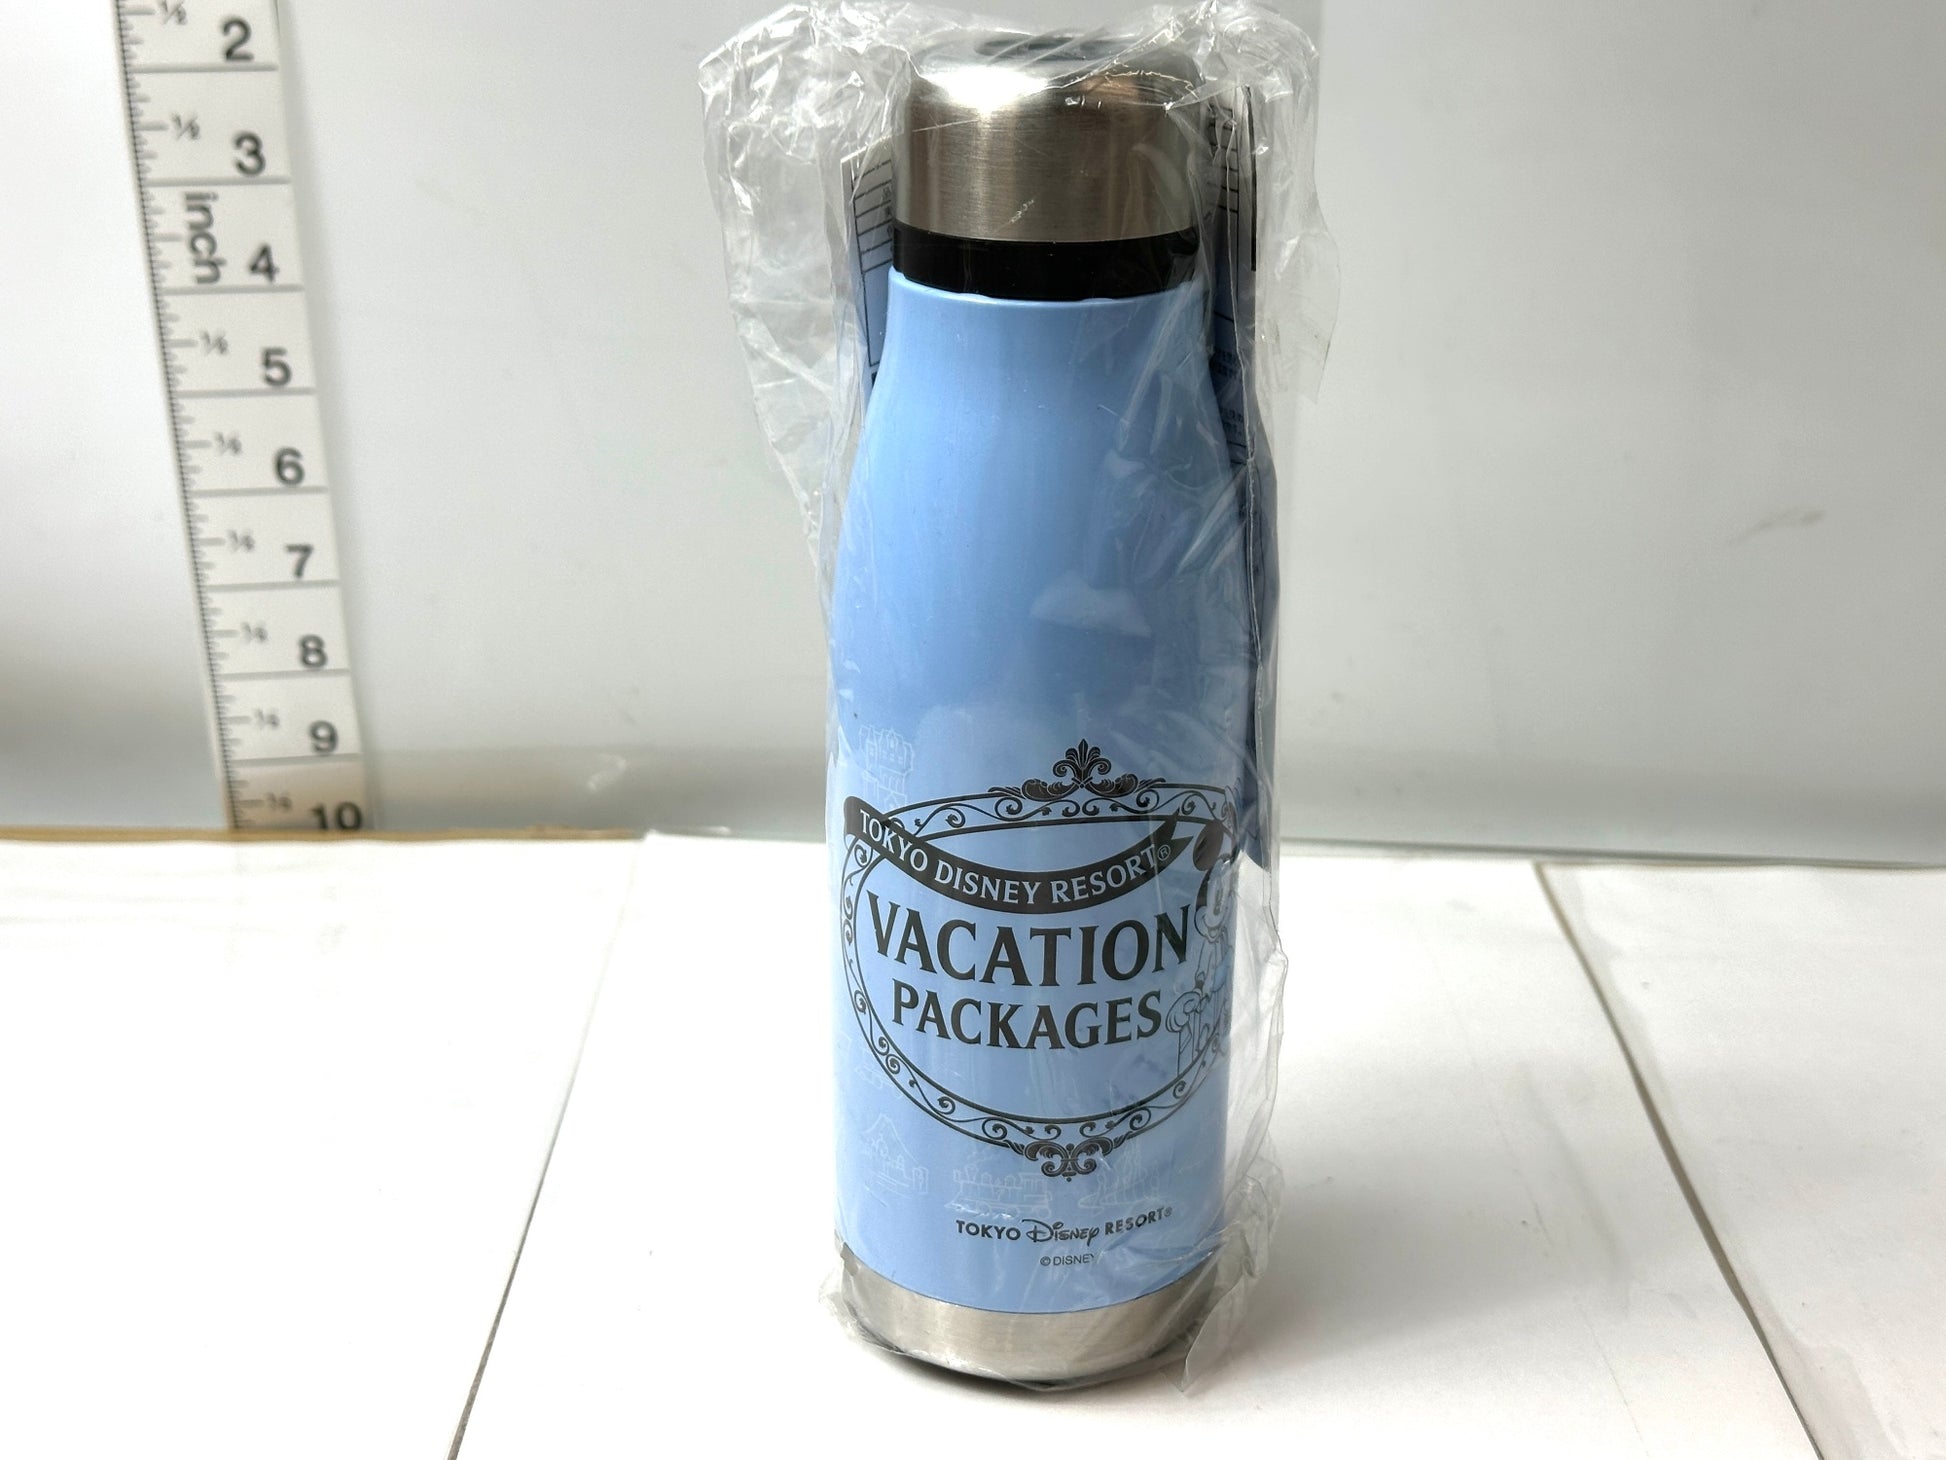 2
3
inch
4
5
6
7
8
9
10
TOKYO DISNEY RESORT®
VACATION
PACKAGES
TOKYO Disney RESORT®
©DISNEY